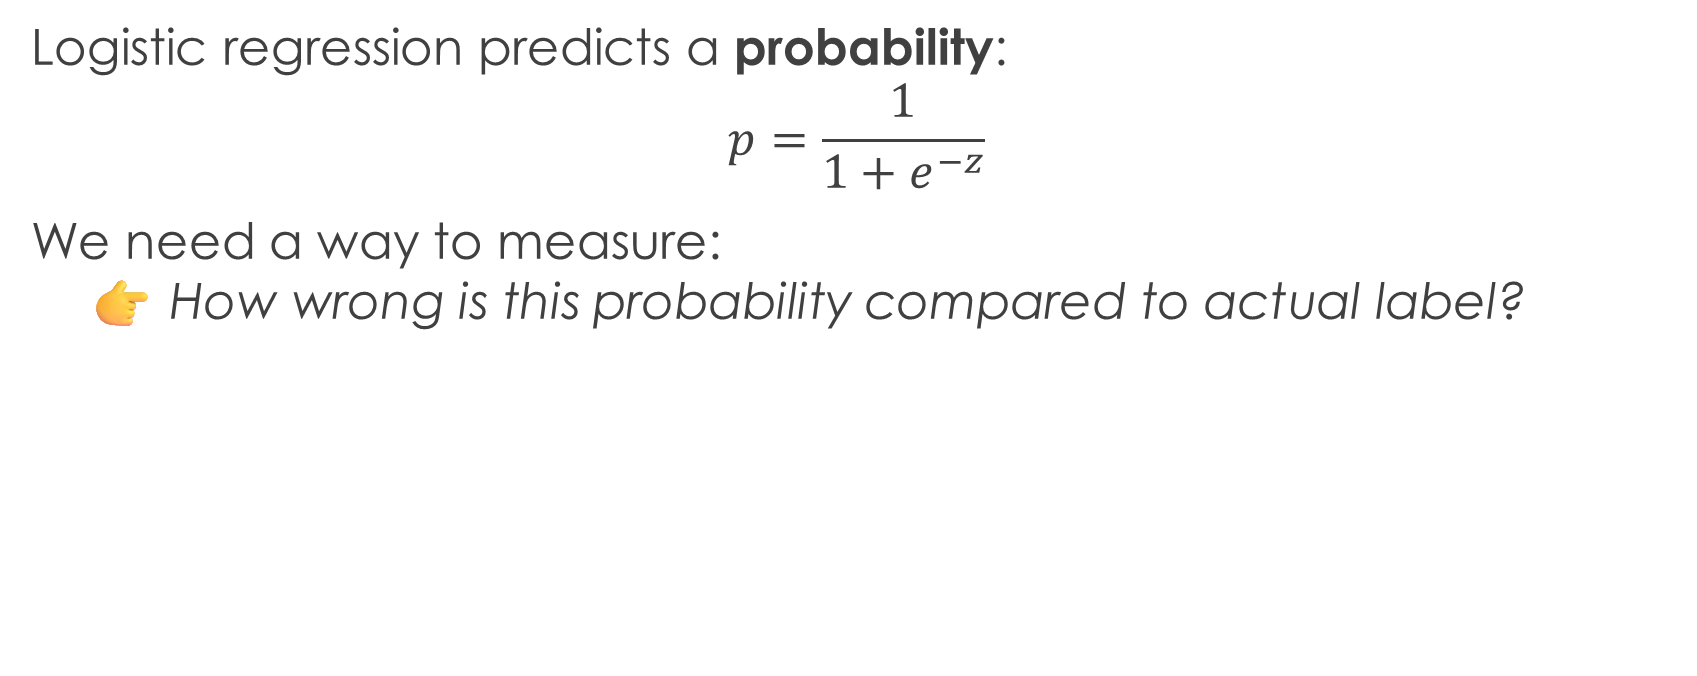 Logistic regression predicts a probability:
p = 1 / (1 + e^{-z})
We need a way to measure:
👉 How wrong is this probability compared to actual label?